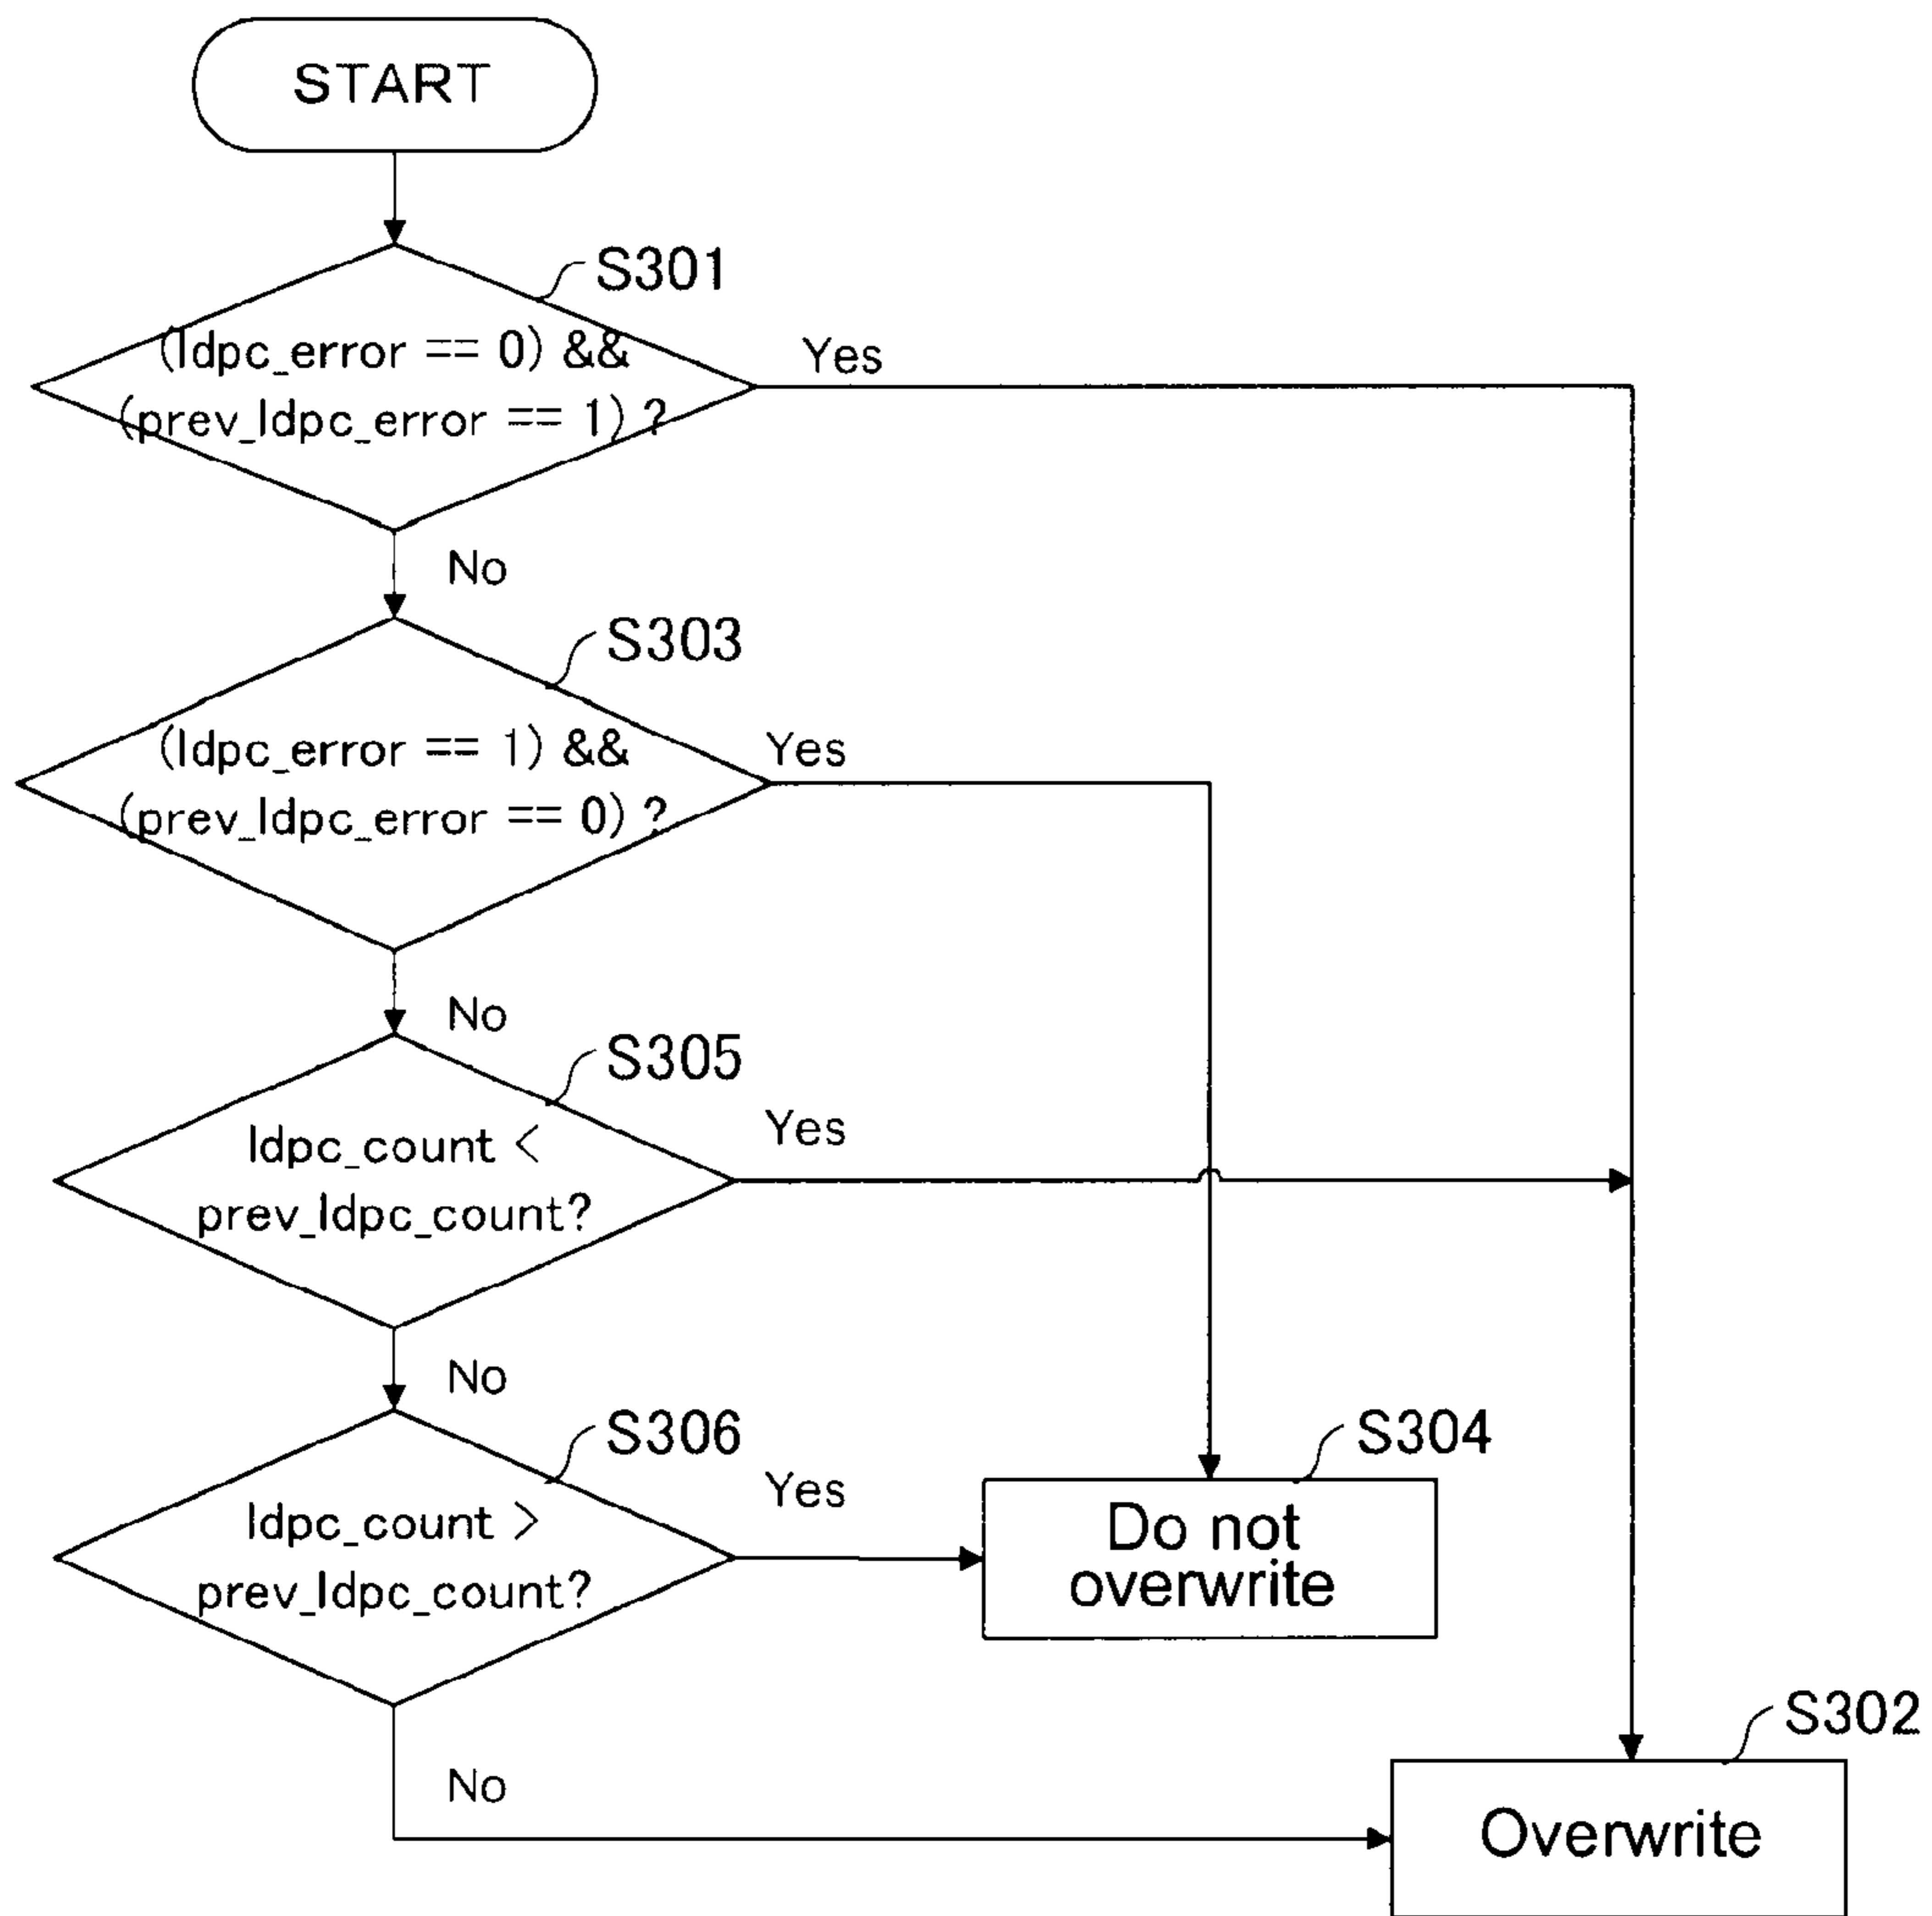 START
S301
(ldpc_error == 0) &&
(prev_ldpc_error == 1) ?
Yes
No
S303
(ldpc_error == 1) &&
(prev_ldpc_error == 0) ?
Yes
No
S305
ldpc_count <
prev_ldpc_count?
Yes
No
S306
ldpc_count >
prev_ldpc_count?
Yes
S304
Do not
overwrite
No
S302
Overwrite